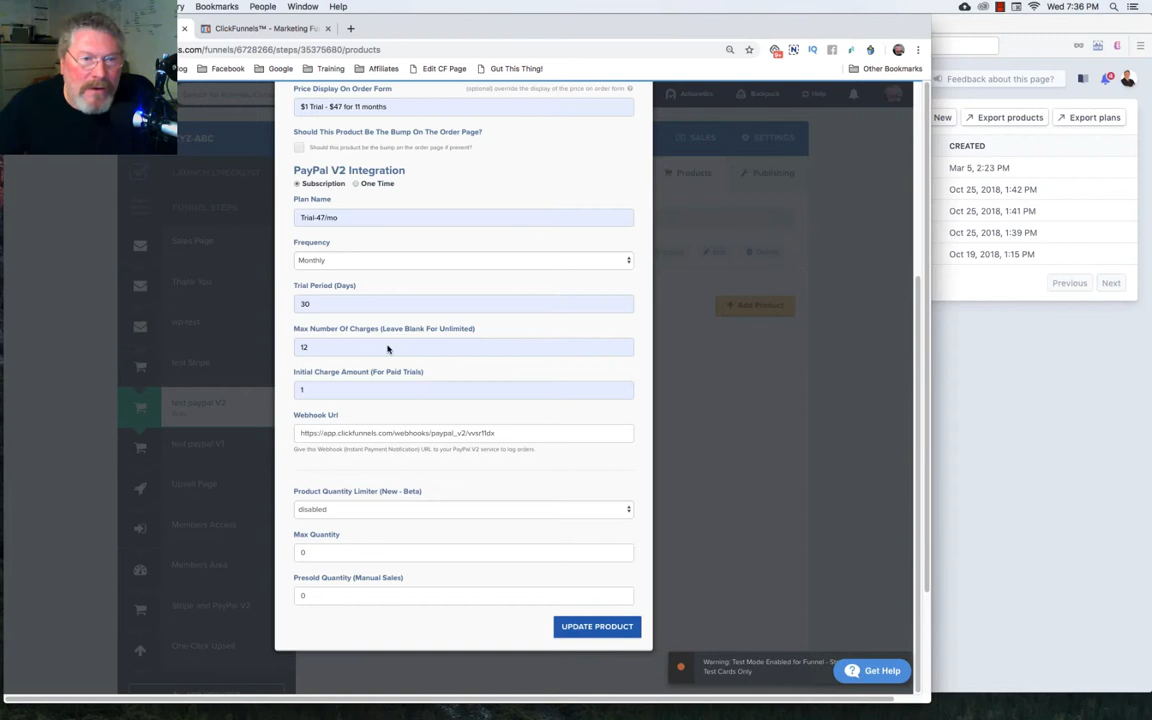 Bookmarks People Window Help Wed 7:36 PM
ClickFunnels™ - Marketing Fu
s.com/funnels/6728266/steps/35375680/products
log Facebook Google Training Affiliates Edit CF Page Gut This Thing! Other Bookmarks
Feedback about this page?
New Export products Export plans
CREATED
Mar 5, 2:23 PM
Oct 25, 2018, 1:42 PM
Oct 25, 2018, 1:41 PM
Oct 25, 2018, 1:39 PM
Oct 19, 2018, 1:15 PM
Previous Next
Actionetics Backpack Help
YZ-ABC SALES SETTINGS
LAUNCH CHECKLIST Products Publishing
FUNNEL STEPS
Sales Page
Thank You
wp test
test Stripe
test paypal V2
test paypal V1
Upsell Page
Members Access
Members Area
Stripe and PayPal V2
One-Click Upsell
Edit Delete
+ Add Product
Price Display On Order Form (optional) override the display of the price on order form
$1 Trial - $47 for 11 months
Should This Product Be The Bump On The Order Page?
Should this product be the bump on the order page if present?
PayPal V2 Integration
Subscription One Time
Plan Name
Trial-47/mo
Frequency
Monthly
Trial Period (Days)
30
Max Number Of Charges (Leave Blank For Unlimited)
12
Initial Charge Amount (For Paid Trials)
1
Webhook Url
https://app.clickfunnels.com/webhooks/paypal_v2/vvsr11dx
Give this Webhook (Instant Payment Notification) URL to your PayPal V2 service to log orders.
Product Quantity Limiter (New - Beta)
disabled
Max Quantity
0
Presold Quantity (Manual Sales)
0
UPDATE PRODUCT
Warning: Test Mode Enabled for Funnel - St
Test Cards Only
Get Help